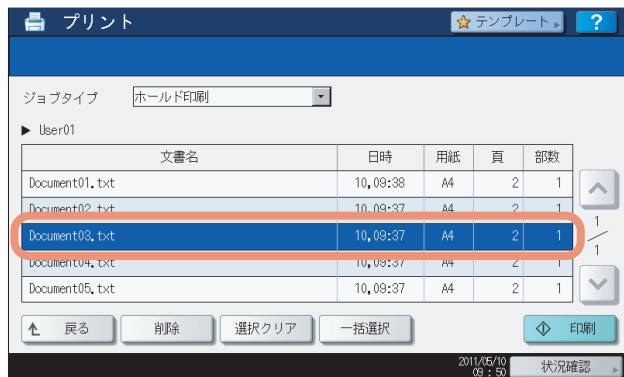 プリント
テンプレート
?
ジョブタイプ ホールド印刷
User01
文書名 日時 用紙 頁 部数
Document01.txt 10,09:38 A4 2 1
Document02.txt 10,09:37 A4 2 1
Document03.txt 10,09:37 A4 2 1
Document04.txt 10,09:37 A4 2 1
Document05.txt 10,09:37 A4 2 1
1/1
戻る 削除 選択クリア 一括選択 印刷
2011/05/10
09:50
状況確認